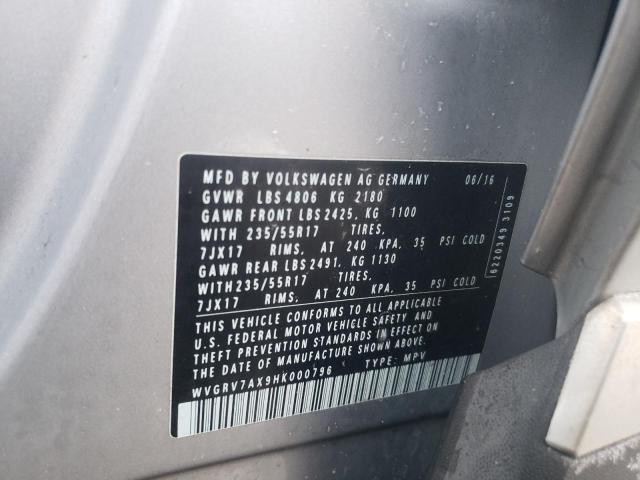 MFD BY VOLKSWAGEN AG GERMANY 06/16
GVWR LBS 4806 KG 2180
GAWR FRONT LBS 2425, KG 1100
WITH 235/55R17 TIRES,
7JX17 RIMS, AT 240 KPA, 35 PSI COLD
GAWR REAR LBS 2491, KG 1130
WITH 235/55R17 TIRES,
7JX17 RIMS, AT 240 KPA, 35 PSI COLD
THIS VEHICLE CONFORMS TO ALL APPLICABLE
U.S. FEDERAL MOTOR VEHICLE SAFETY AND
THEFT PREVENTION STANDARDS IN EFFECT ON
THE DATE OF MANUFACTURE SHOWN ABOVE.
WVGRV7AX9HK000796 TYPE: MPV
6220349 3109